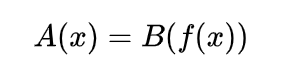 A(x) = B(f(x))